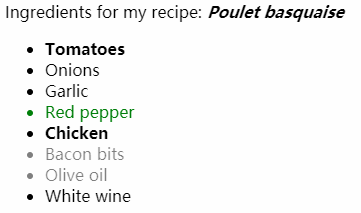 Ingredients for my recipe: Poulet basquaise
• Tomatoes
• Onions
• Garlic
• Red pepper
• Chicken
• Bacon bits
• Olive oil
• White wine